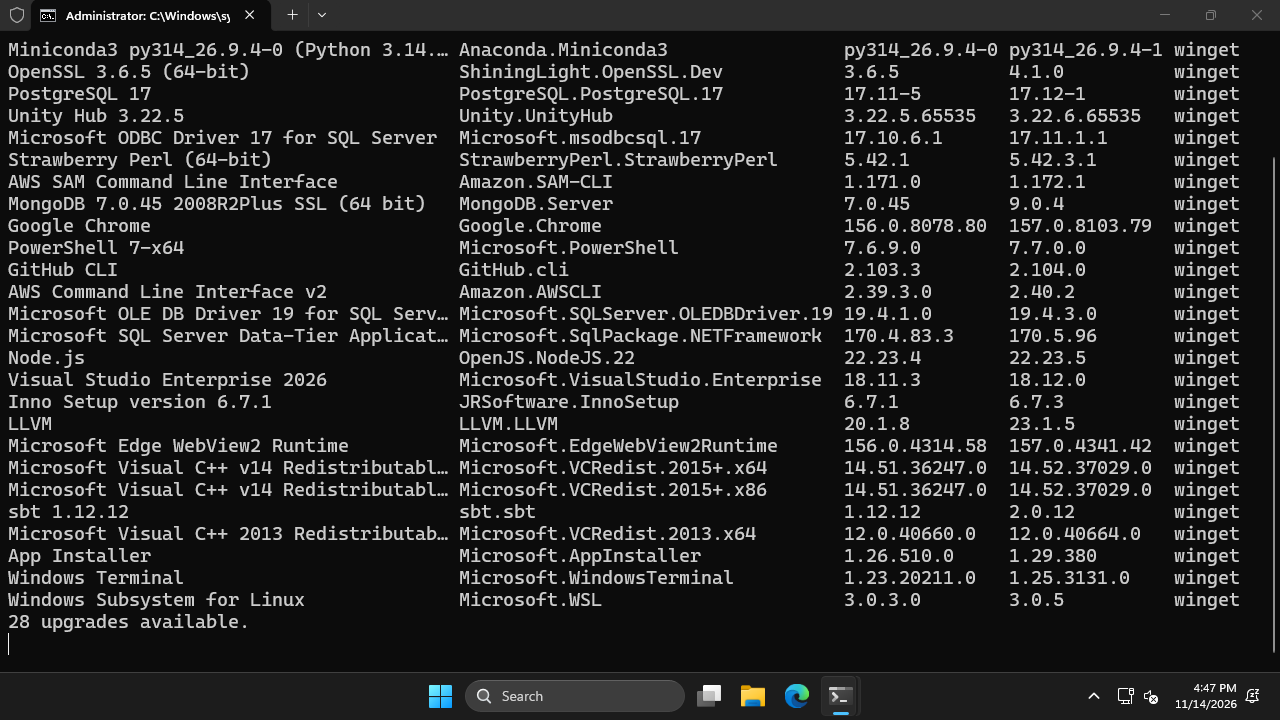 Administrator: C:\Windows\sy
Miniconda3 py314_26.9.4-0 (Python 3.14.… Anaconda.Miniconda3 py314_26.9.4-0 py314_26.9.4-1 winget
OpenSSL 3.6.5 (64-bit) ShiningLight.OpenSSL.Dev 3.6.5 4.1.0 winget
PostgreSQL 17 PostgreSQL.PostgreSQL.17 17.11-5 17.12-1 winget
Unity Hub 3.22.5 Unity.UnityHub 3.22.5.65535 3.22.6.65535 winget
Microsoft ODBC Driver 17 for SQL Server Microsoft.msodbcsql.17 17.10.6.1 17.11.1.1 winget
Strawberry Perl (64-bit) StrawberryPerl.StrawberryPerl 5.42.1 5.42.3.1 winget
AWS SAM Command Line Interface Amazon.SAM-CLI 1.171.0 1.172.1 winget
MongoDB 7.0.45 2008R2Plus SSL (64 bit) MongoDB.Server 7.0.45 9.0.4 winget
Google Chrome Google.Chrome 156.0.8078.80 157.0.8103.79 winget
PowerShell 7-x64 Microsoft.PowerShell 7.6.9.0 7.7.0.0 winget
GitHub CLI GitHub.cli 2.103.3 2.104.0 winget
AWS Command Line Interface v2 Amazon.AWSCLI 2.39.3.0 2.40.2 winget
Microsoft OLE DB Driver 19 for SQL Serv… Microsoft.SQLServer.OLEDBDriver.19 19.4.1.0 19.4.3.0 winget
Microsoft SQL Server Data-Tier Applicat… Microsoft.SqlPackage.NETFramework 170.4.83.3 170.5.96 winget
Node.js OpenJS.NodeJS.22 22.23.4 22.23.5 winget
Visual Studio Enterprise 2026 Microsoft.VisualStudio.Enterprise 18.11.3 18.12.0 winget
Inno Setup version 6.7.1 JRSoftware.InnoSetup 6.7.1 6.7.3 winget
LLVM LLVM.LLVM 20.1.8 23.1.5 winget
Microsoft Edge WebView2 Runtime Microsoft.EdgeWebView2Runtime 156.0.4314.58 157.0.4341.42 winget
Microsoft Visual C++ v14 Redistributabl… Microsoft.VCRedist.2015+.x64 14.51.36247.0 14.52.37029.0 winget
Microsoft Visual C++ v14 Redistributabl… Microsoft.VCRedist.2015+.x86 14.51.36247.0 14.52.37029.0 winget
sbt 1.12.12 sbt.sbt 1.12.12 2.0.12 winget
Microsoft Visual C++ 2013 Redistributab… Microsoft.VCRedist.2013.x64 12.0.40660.0 12.0.40664.0 winget
App Installer Microsoft.AppInstaller 1.26.510.0 1.29.380 winget
Windows Terminal Microsoft.WindowsTerminal 1.23.20211.0 1.25.3131.0 winget
Windows Subsystem for Linux Microsoft.WSL 3.0.3.0 3.0.5 winget
28 upgrades available.
Search
4:47 PM
11/14/2026